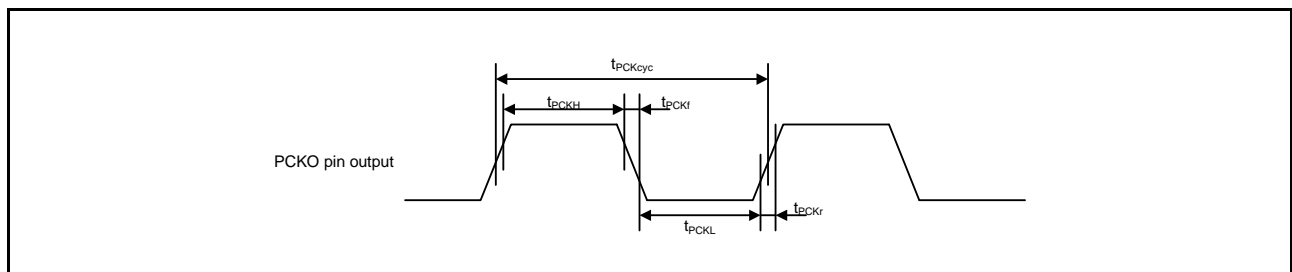 tPCKcyc
tPCKH
tPCKf
PCKO pin output
tPCKr
tPCKL